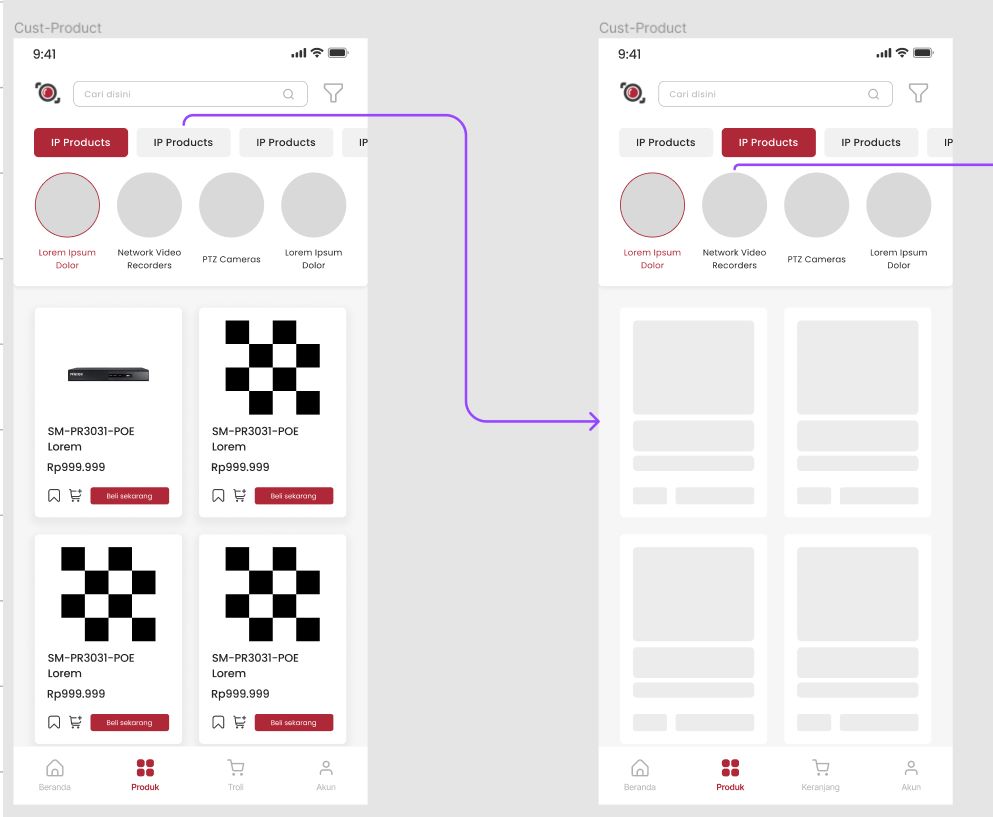 Cust-Product
9:41
Cari disini
IP Products
IP Products
IP Products
IP
Lorem Ipsum
Dolor
Network Video
Recorders
PTZ Cameras
Lorem Ipsum
Dolor
SM-PR3031-POE
Lorem
Rp999.999
Beli sekarang
SM-PR3031-POE
Lorem
Rp999.999
Beli sekarang
SM-PR3031-POE
Lorem
Rp999.999
Beli sekarang
SM-PR3031-POE
Lorem
Rp999.999
Beli sekarang
Beranda
Produk
Troli
Akun
Cust-Product
9:41
Cari disini
IP Products
IP Products
IP Products
IP
Lorem Ipsum
Dolor
Network Video
Recorders
PTZ Cameras
Lorem Ipsum
Dolor
Beranda
Produk
Keranjang
Akun